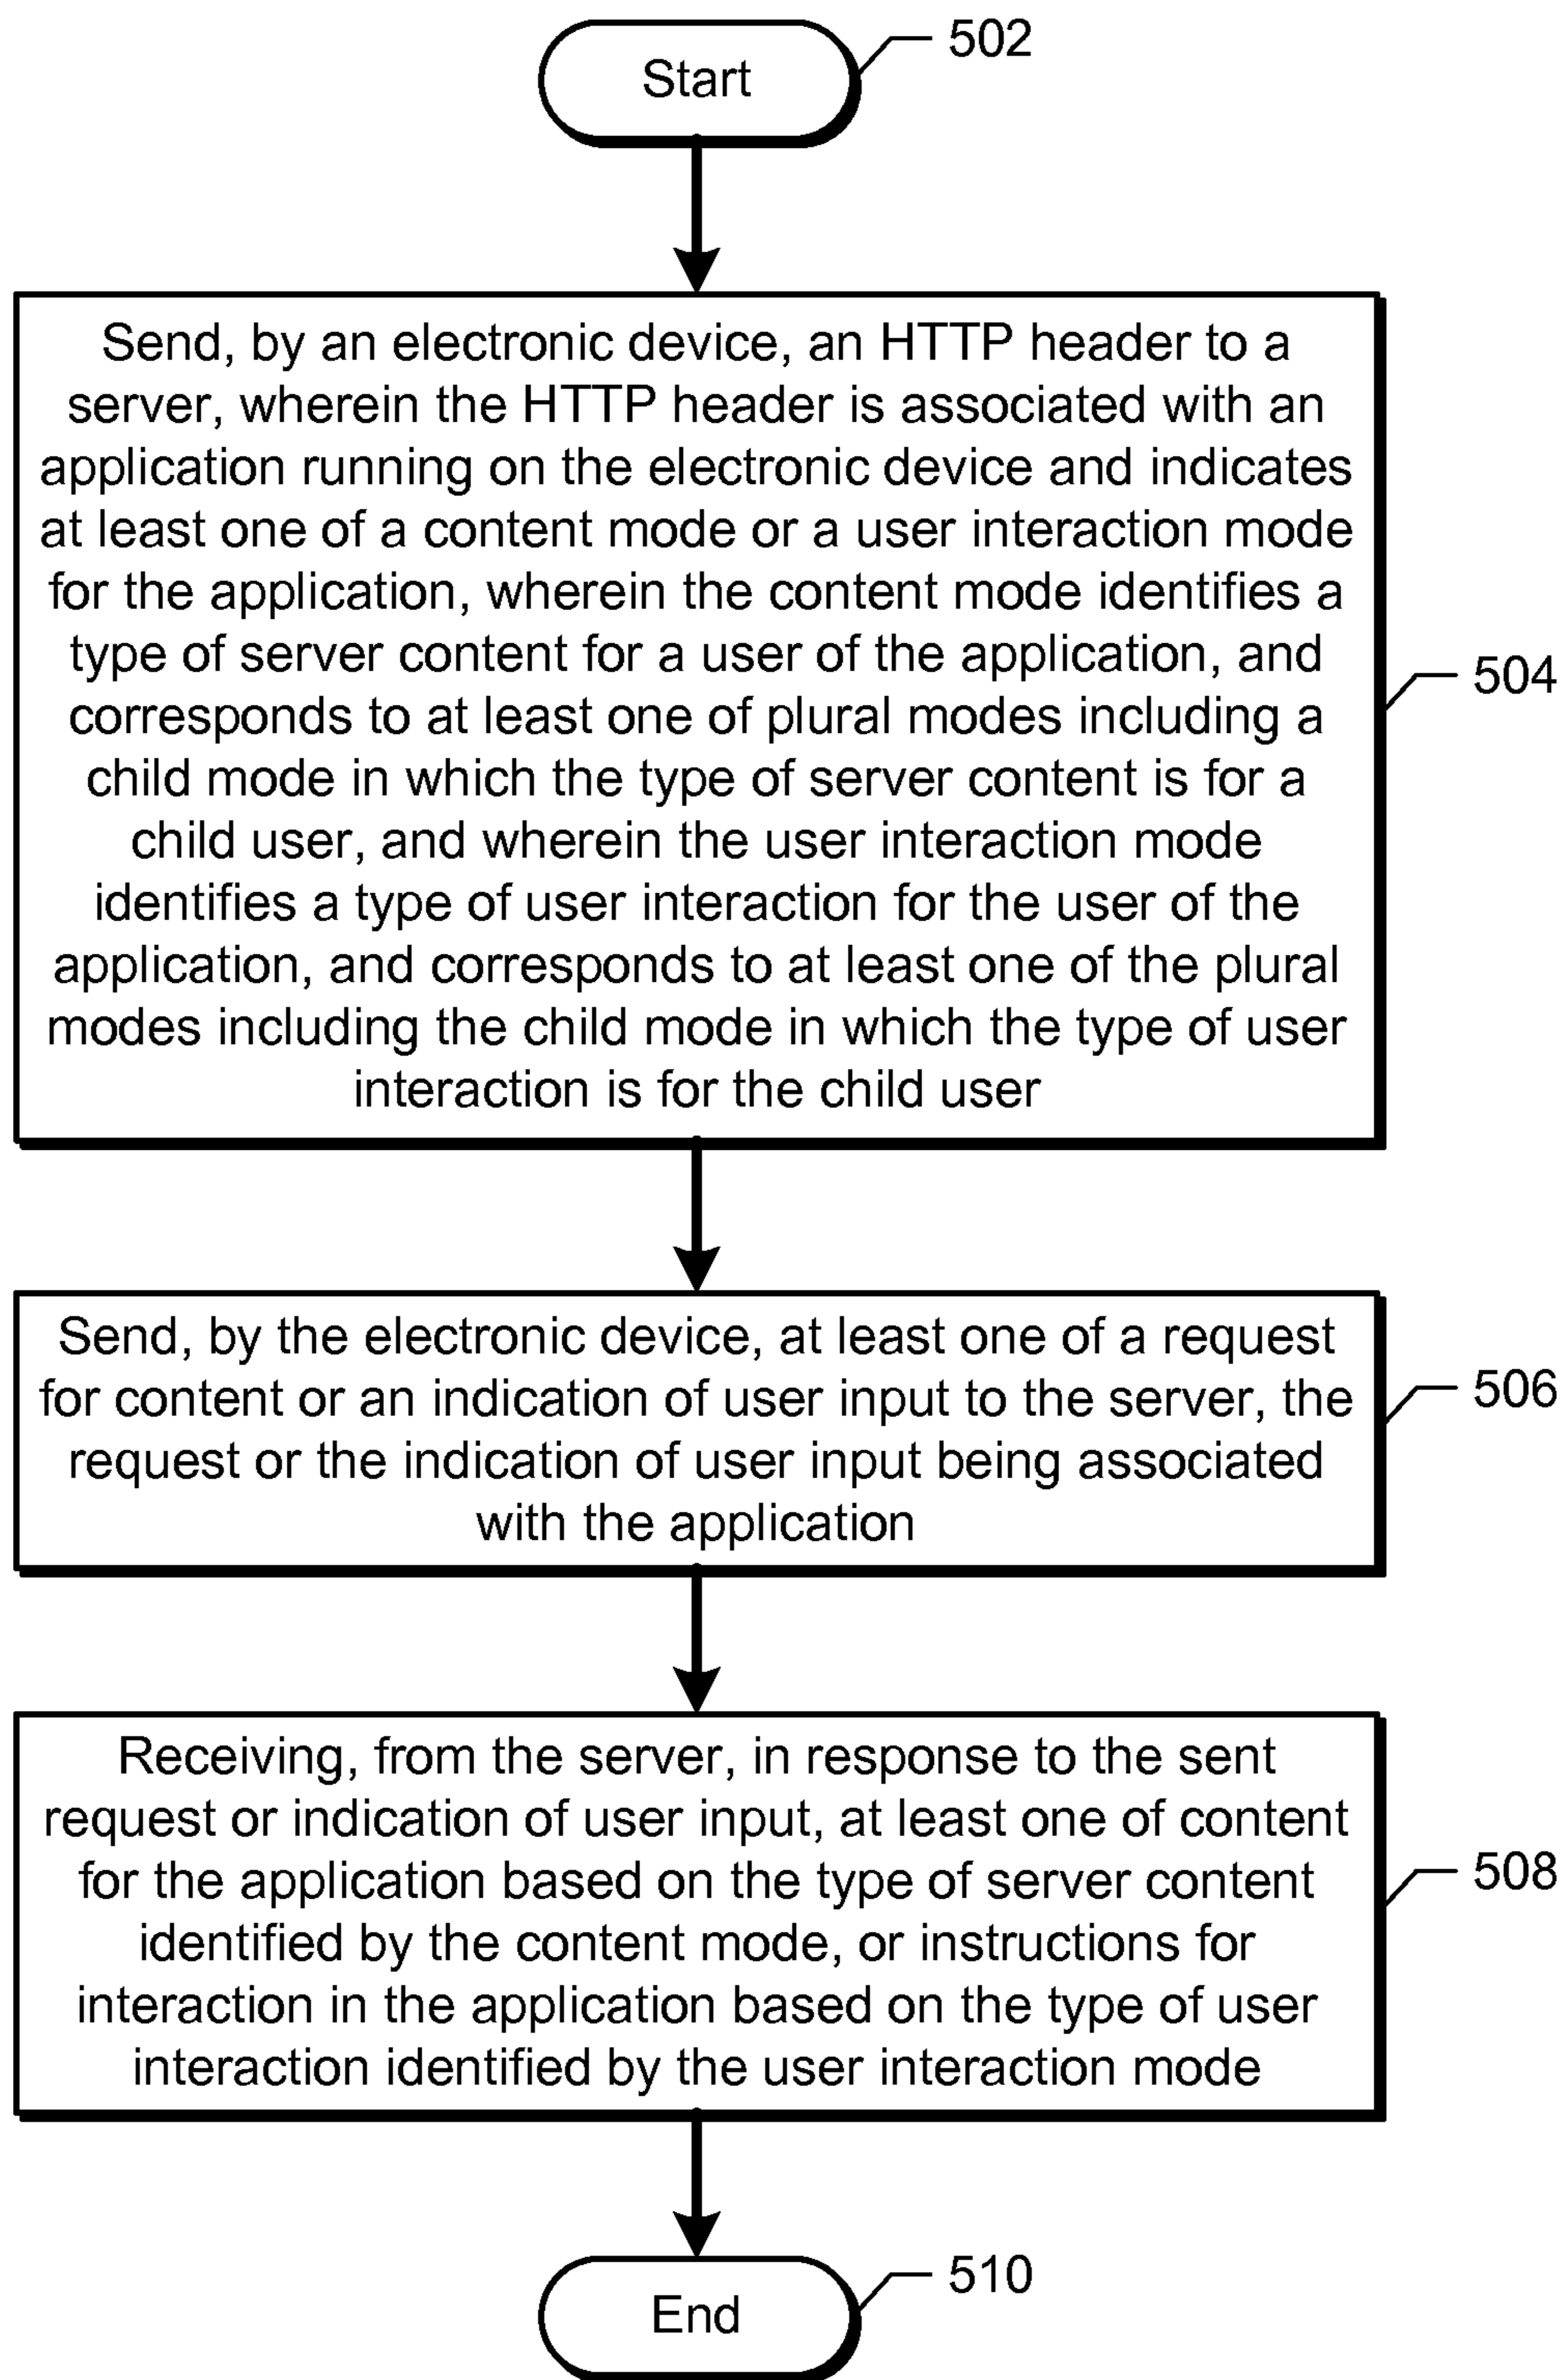 502
Start
Send, by an electronic device, an HTTP header to a
server, wherein the HTTP header is associated with an
application running on the electronic device and indicates
at least one of a content mode or a user interaction mode
for the application, wherein the content mode identifies a
type of server content for a user of the application, and
corresponds to at least one of plural modes including a
child mode in which the type of server content is for a
child user, and wherein the user interaction mode
identifies a type of user interaction for the user of the
application, and corresponds to at least one of the plural
modes including the child mode in which the type of user
interaction is for the child user
504
Send, by the electronic device, at least one of a request
for content or an indication of user input to the server, the
request or the indication of user input being associated
with the application
506
Receiving, from the server, in response to the sent
request or indication of user input, at least one of content
for the application based on the type of server content
identified by the content mode, or instructions for
interaction in the application based on the type of user
interaction identified by the user interaction mode
508
510
End